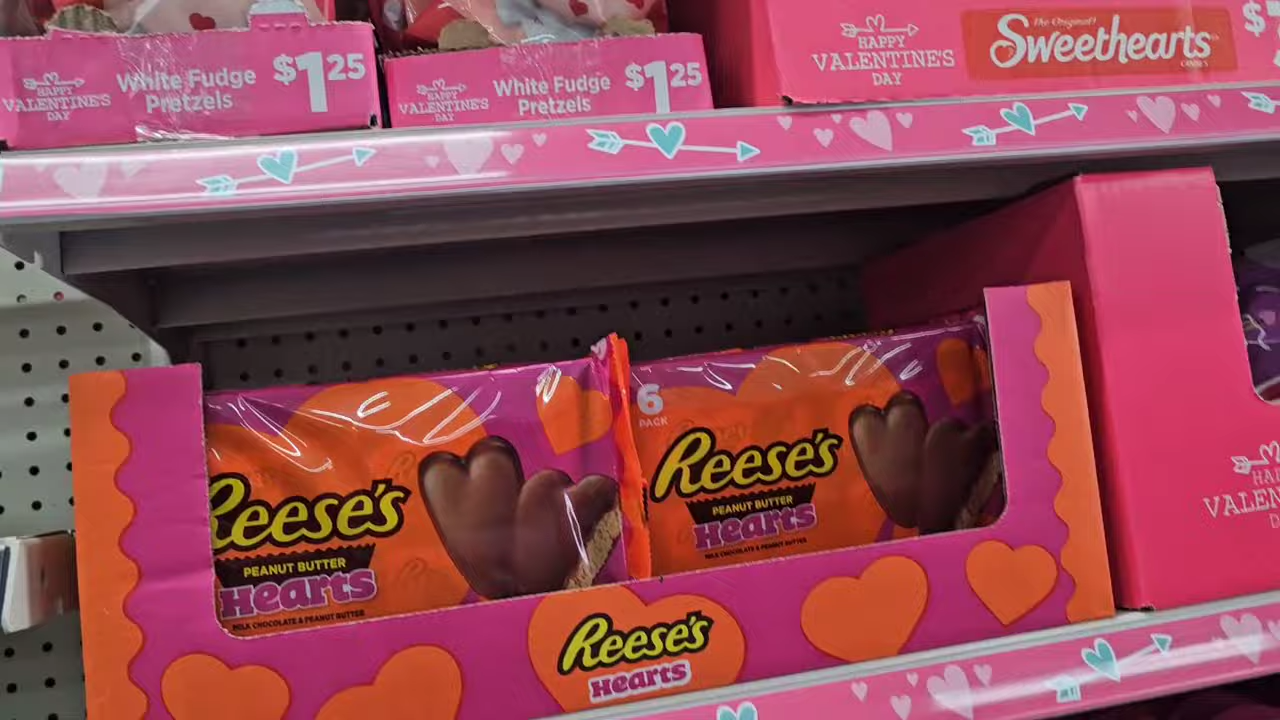 HAPPY
VALENTINE'S
DAY
White Fudge
Pretzels
$1.25
HAPPY
VALENTINE'S
DAY
White Fudge
Pretzels
$1.25
HAPPY
VALENTINE'S
DAY
The Original
Sweethearts
CANDIES
$
Reese's
PEANUT BUTTER
Hearts
MILK CHOCOLATE & PEANUT BUTTER
6
PACK
Reese's
PEANUT BUTTER
Hearts
MILK CHOCOLATE & PEANUT BUTTER
Reese's
Hearts